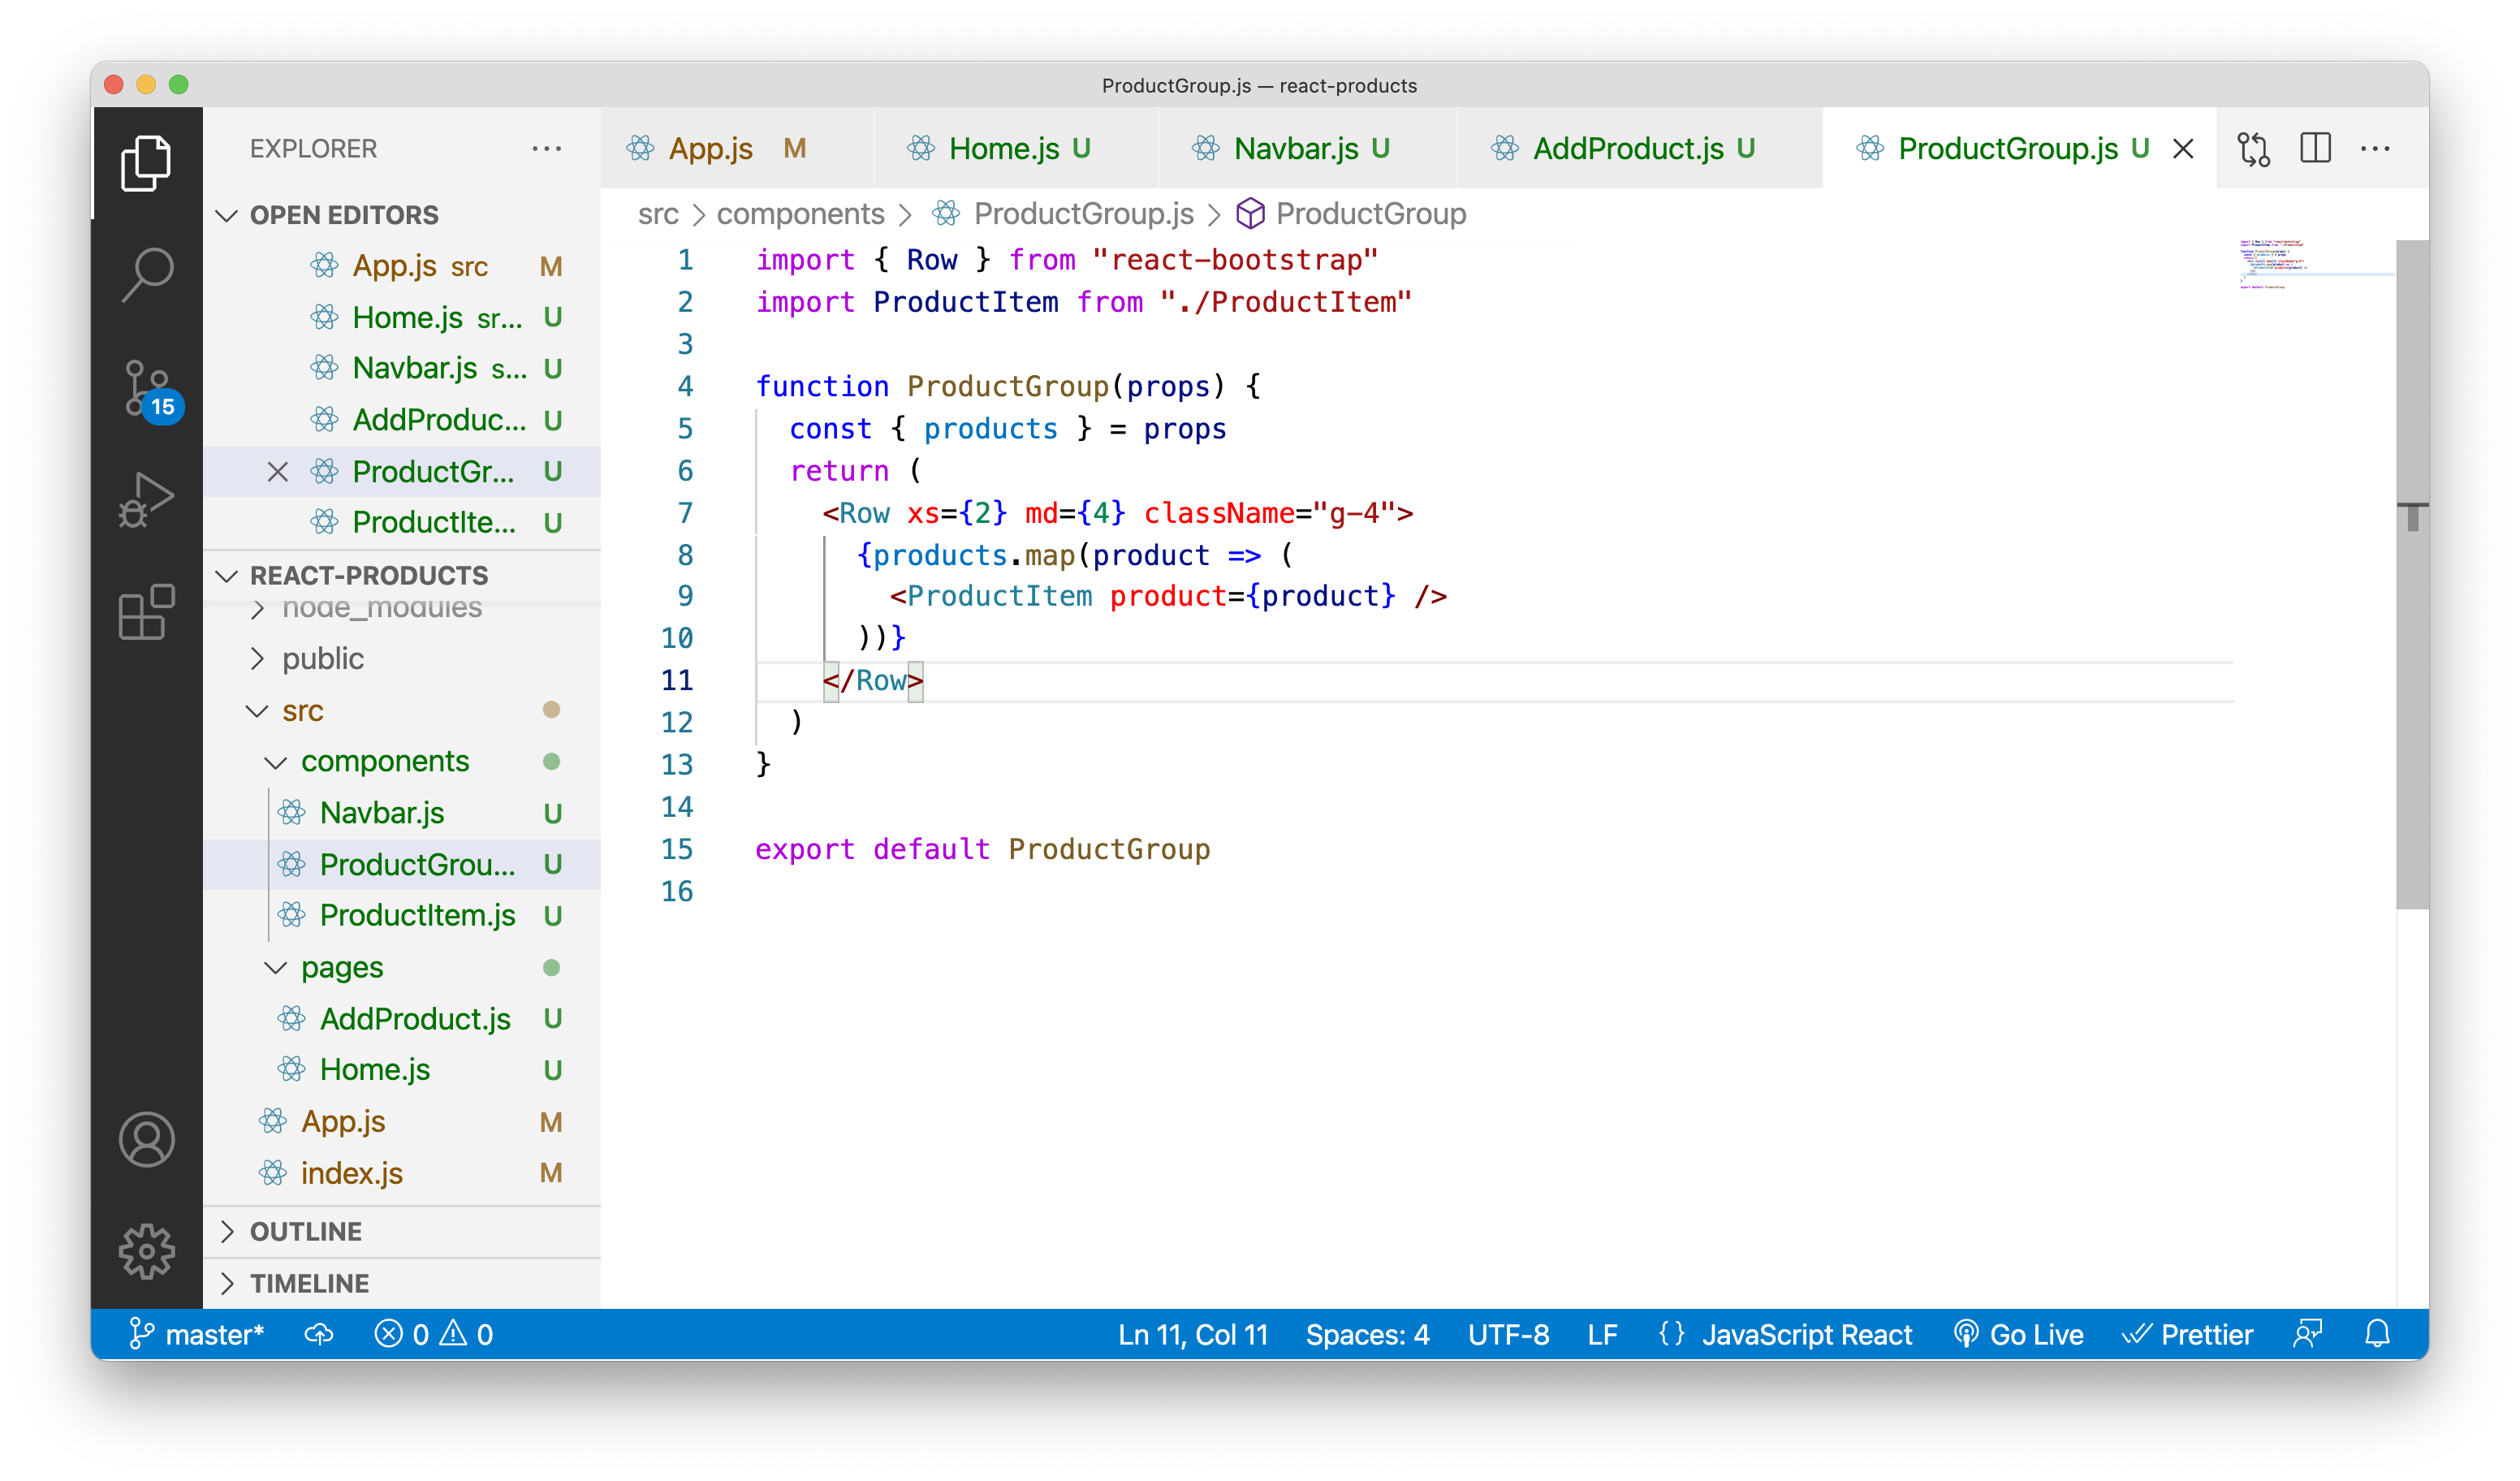 ProductGroup.js — react-products
EXPLORER ···
OPEN EDITORS
App.js src M
Home.js sr... U
Navbar.js s... U
AddProduc... U
ProductGr... U
ProductIte... U
REACT-PRODUCTS
node_modules
public
src
components
Navbar.js U
ProductGrou... U
ProductItem.js U
pages
AddProduct.js U
Home.js U
App.js M
index.js M
OUTLINE
TIMELINE
15
App.js M Home.js U Navbar.js U AddProduct.js U ProductGroup.js U
src > components > ProductGroup.js > ProductGroup
1 import { Row } from "react-bootstrap"
2 import ProductItem from "./ProductItem"
3
4 function ProductGroup(props) {
5   const { products } = props
6   return (
7     <Row xs={2} md={4} className="g-4">
8       {products.map(product => (
9         <ProductItem product={product} />
10       ))}
11     </Row>
12   )
13 }
14
15 export default ProductGroup
16
master* 0 0 Ln 11, Col 11 Spaces: 4 UTF-8 LF {} JavaScript React Go Live Prettier